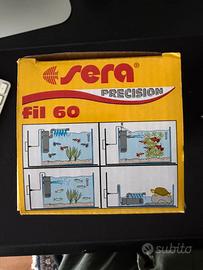 sera
PRECISION
fil 60
subito